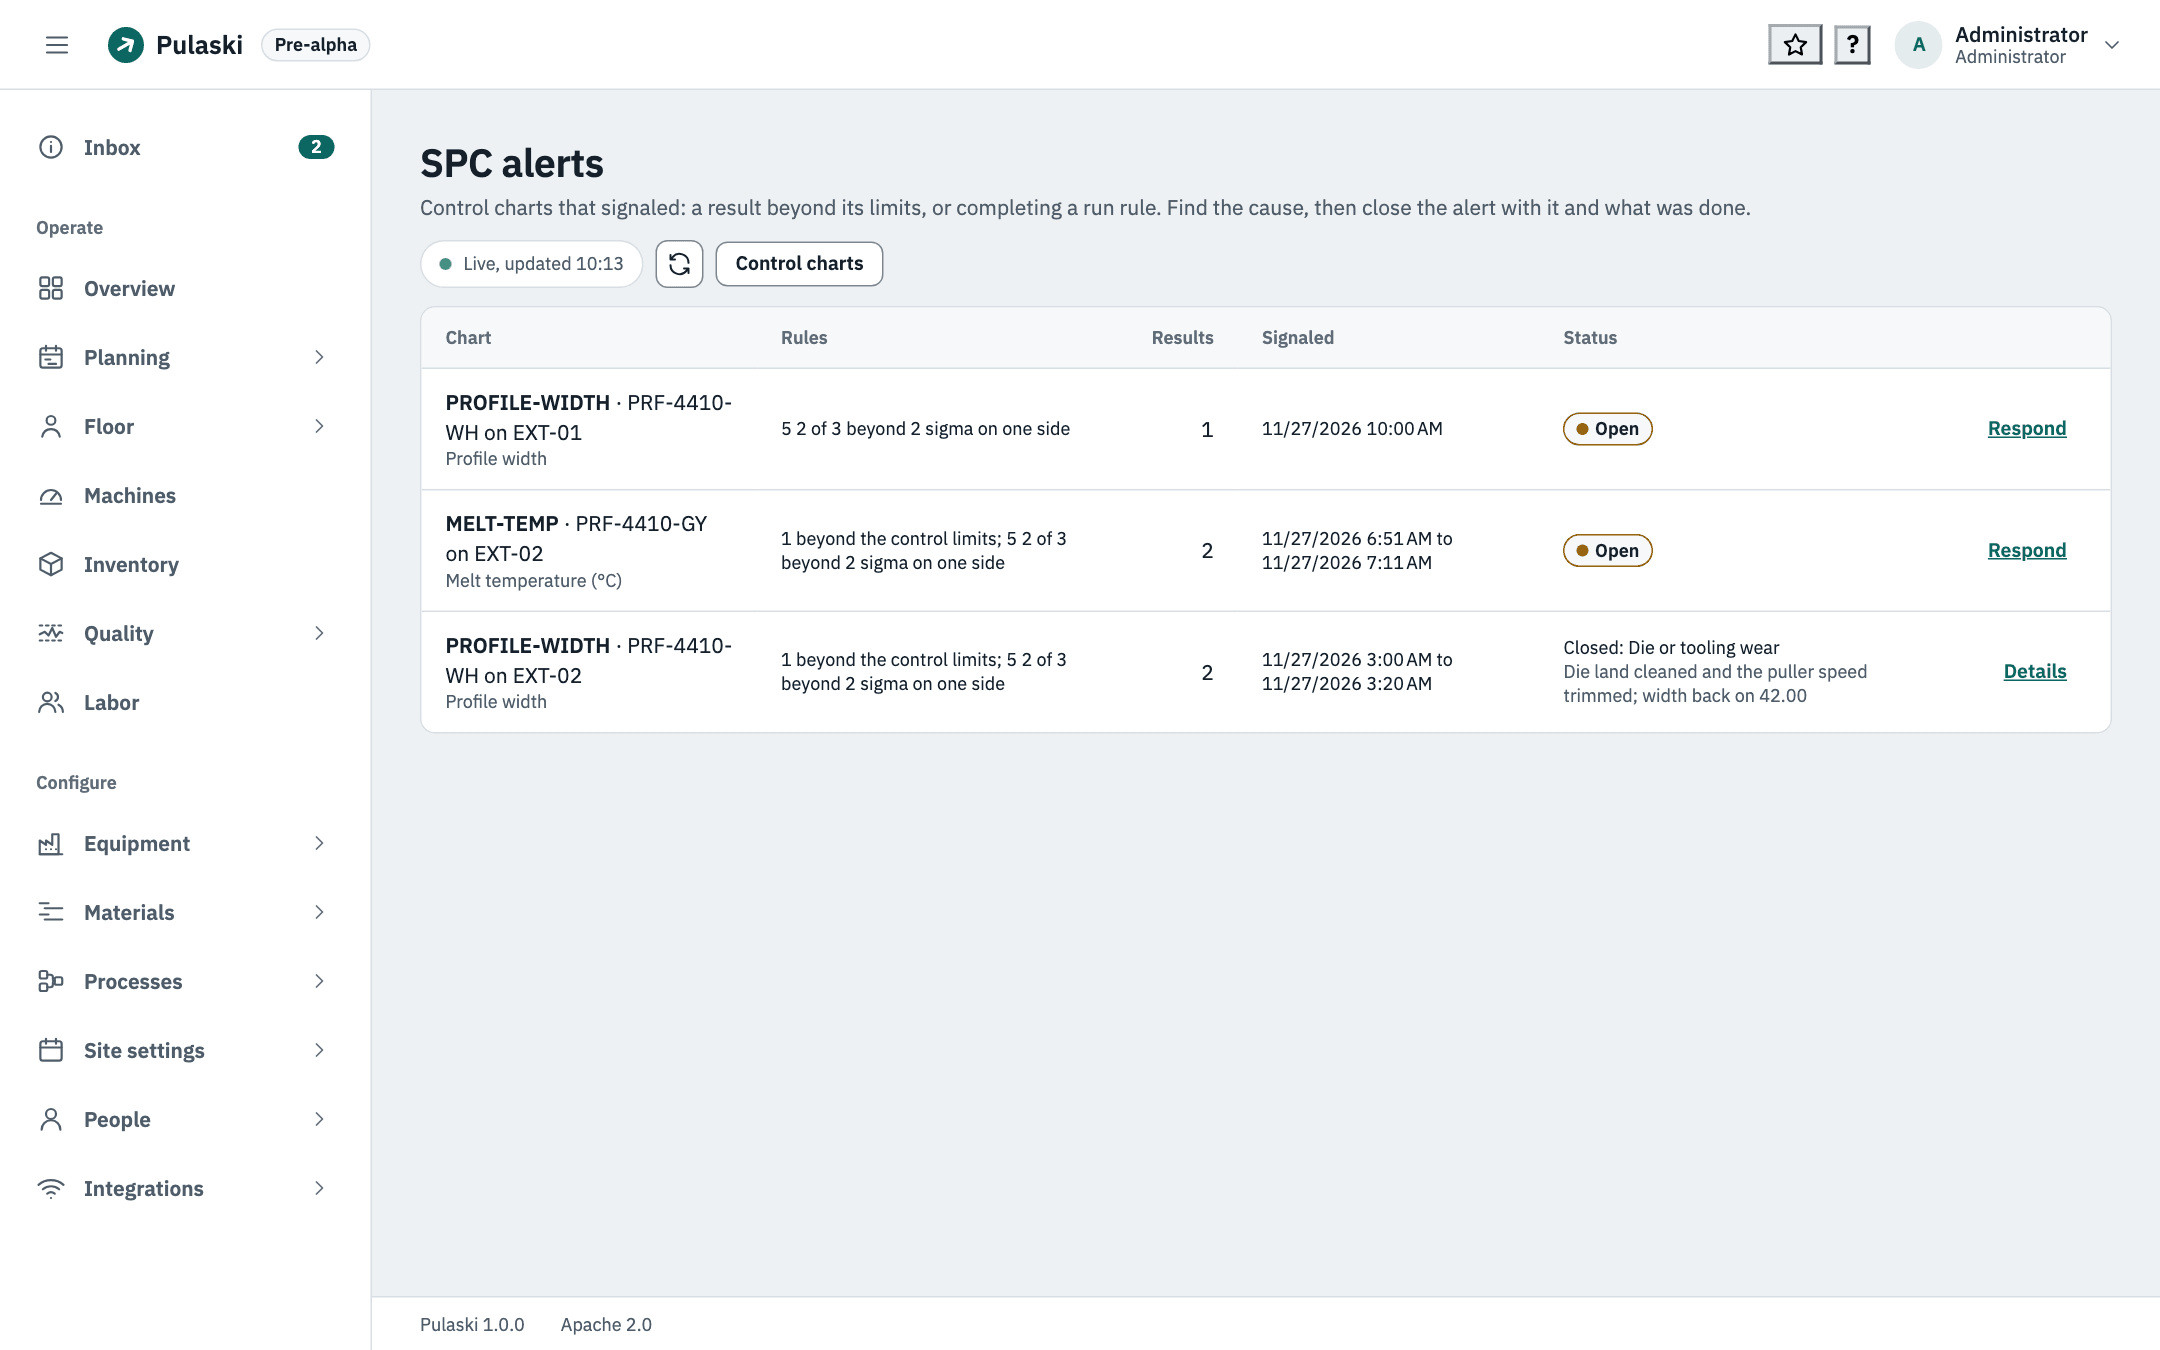 Pulaski
Pre-alpha
?
A
Administrator
Administrator
Inbox
2
Operate
Overview
Planning
Floor
Machines
Inventory
Quality
Labor
Configure
Equipment
Materials
Processes
Site settings
People
Integrations
SPC alerts
Control charts that signaled: a result beyond its limits, or completing a run rule. Find the cause, then close the alert with it and what was done.
Live, updated 10:13
Control charts
Chart
Rules
Results
Signaled
Status
PROFILE-WIDTH · PRF-4410-
WH on EXT-01
Profile width
5 2 of 3 beyond 2 sigma on one side
1
11/27/2026 10:00 AM
Open
Respond
MELT-TEMP · PRF-4410-GY
on EXT-02
Melt temperature (°C)
1 beyond the control limits; 5 2 of 3
beyond 2 sigma on one side
2
11/27/2026 6:51 AM to
11/27/2026 7:11 AM
Open
Respond
PROFILE-WIDTH · PRF-4410-
WH on EXT-02
Profile width
1 beyond the control limits; 5 2 of 3
beyond 2 sigma on one side
2
11/27/2026 3:00 AM to
11/27/2026 3:20 AM
Closed: Die or tooling wear
Die land cleaned and the puller speed
trimmed; width back on 42.00
Details
Pulaski 1.0.0
Apache 2.0